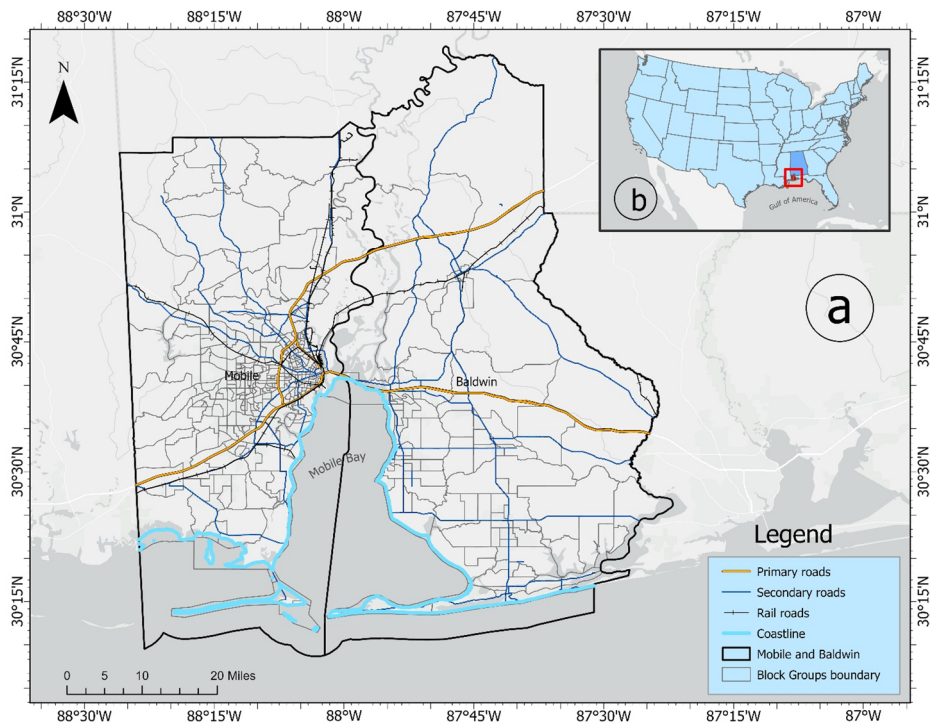 88°30'W 88°15'W 88°W 87°45'W 87°30'W 87°15'W 87°W
31°15'N
31°N
30°45'N
30°30'N
30°15'N
N
b
Gulf of America
a
31°15'N
31°N
30°45'N
30°30'N
30°15'N
Mobile
Baldwin
Mobile Bay
Legend
Primary roads
Secondary roads
Rail roads
Coastline
Mobile and Baldwin
Block Groups boundary
0 5 10 20 Miles
88°30'W 88°15'W 88°W 87°45'W 87°30'W 87°15'W 87°W